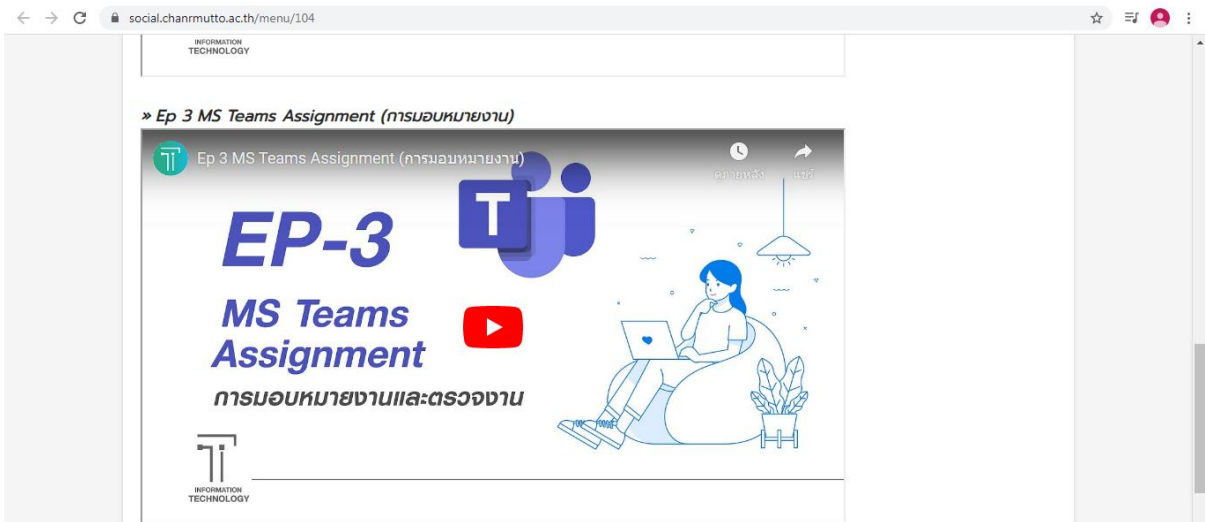 social.chanrmutto.ac.th/menu/104
INFORMATION
TECHNOLOGY
» Ep 3 MS Teams Assignment (การมอบหมายงาน)
Ep 3 MS Teams Assignment (การมอบหมายงาน)
ดูภายหลัง แชร์
EP-3
T
MS Teams
Assignment
การมอบหมายงานและตรวจงาน
INFORMATION
TECHNOLOGY